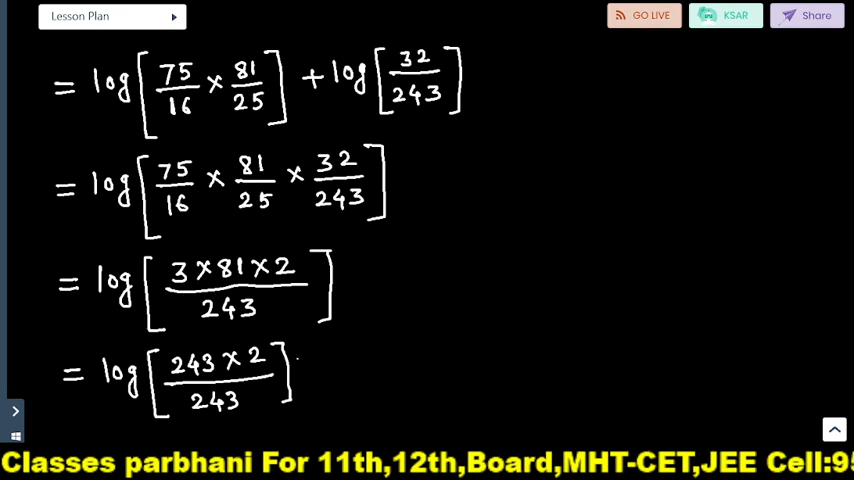 Lesson Plan
GO LIVE
KSAR
Share
= log[75/16 × 81/25] + log[32/243]
= log[75/16 × 81/25 × 32/243]
= log[3×81×2/243]
= log[243×2/243]
Classes parbhani For 11th,12th,Board,MHT-CET,JEE Cell:95